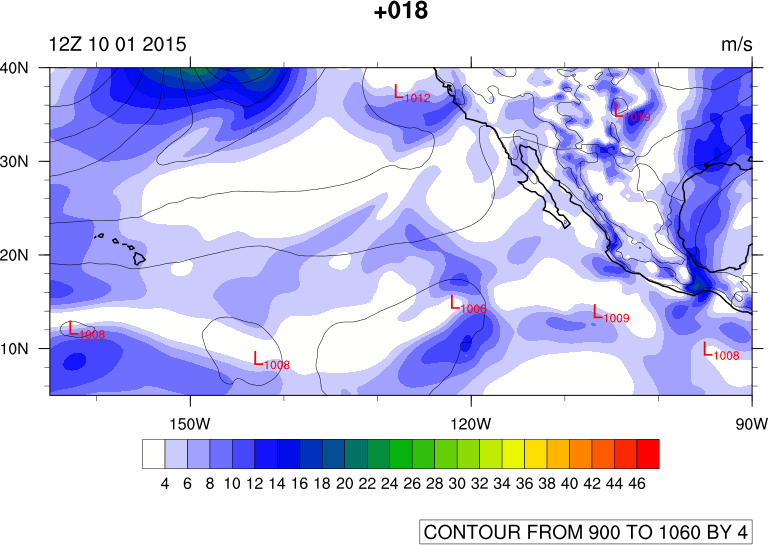 +018
12Z 10 01 2015 m/s
40N
L1012
L1019
30N
20N
L1006
L1009
L1008
L1008
L1008
10N
150W 120W 90W
4 6 8 10 12 14 16 18 20 22 24 26 28 30 32 34 36 38 40 42 44 46
CONTOUR FROM 900 TO 1060 BY 4